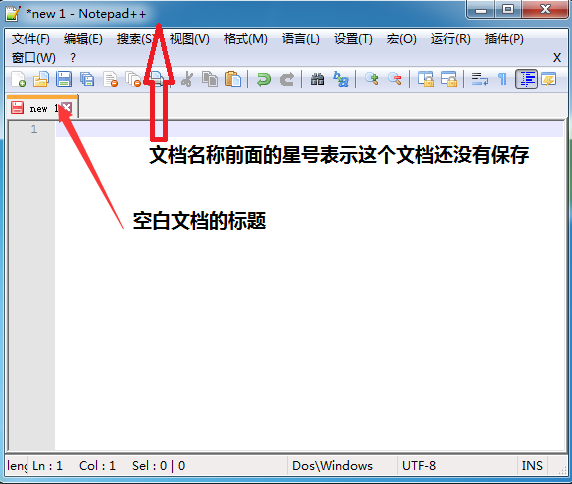 *new 1 - Notepad++
文件(F) 编辑(E) 搜索(S) 视图(V) 格式(M) 语言(L) 设置(T) 宏(O) 运行(R) 插件(P)
窗口(W) ? X
new 1
1
文档名称前面的星号表示这个文档还没有保存
空白文档的标题
leng Ln : 1 Col : 1 Sel : 0 | 0 Dos\Windows UTF-8 INS